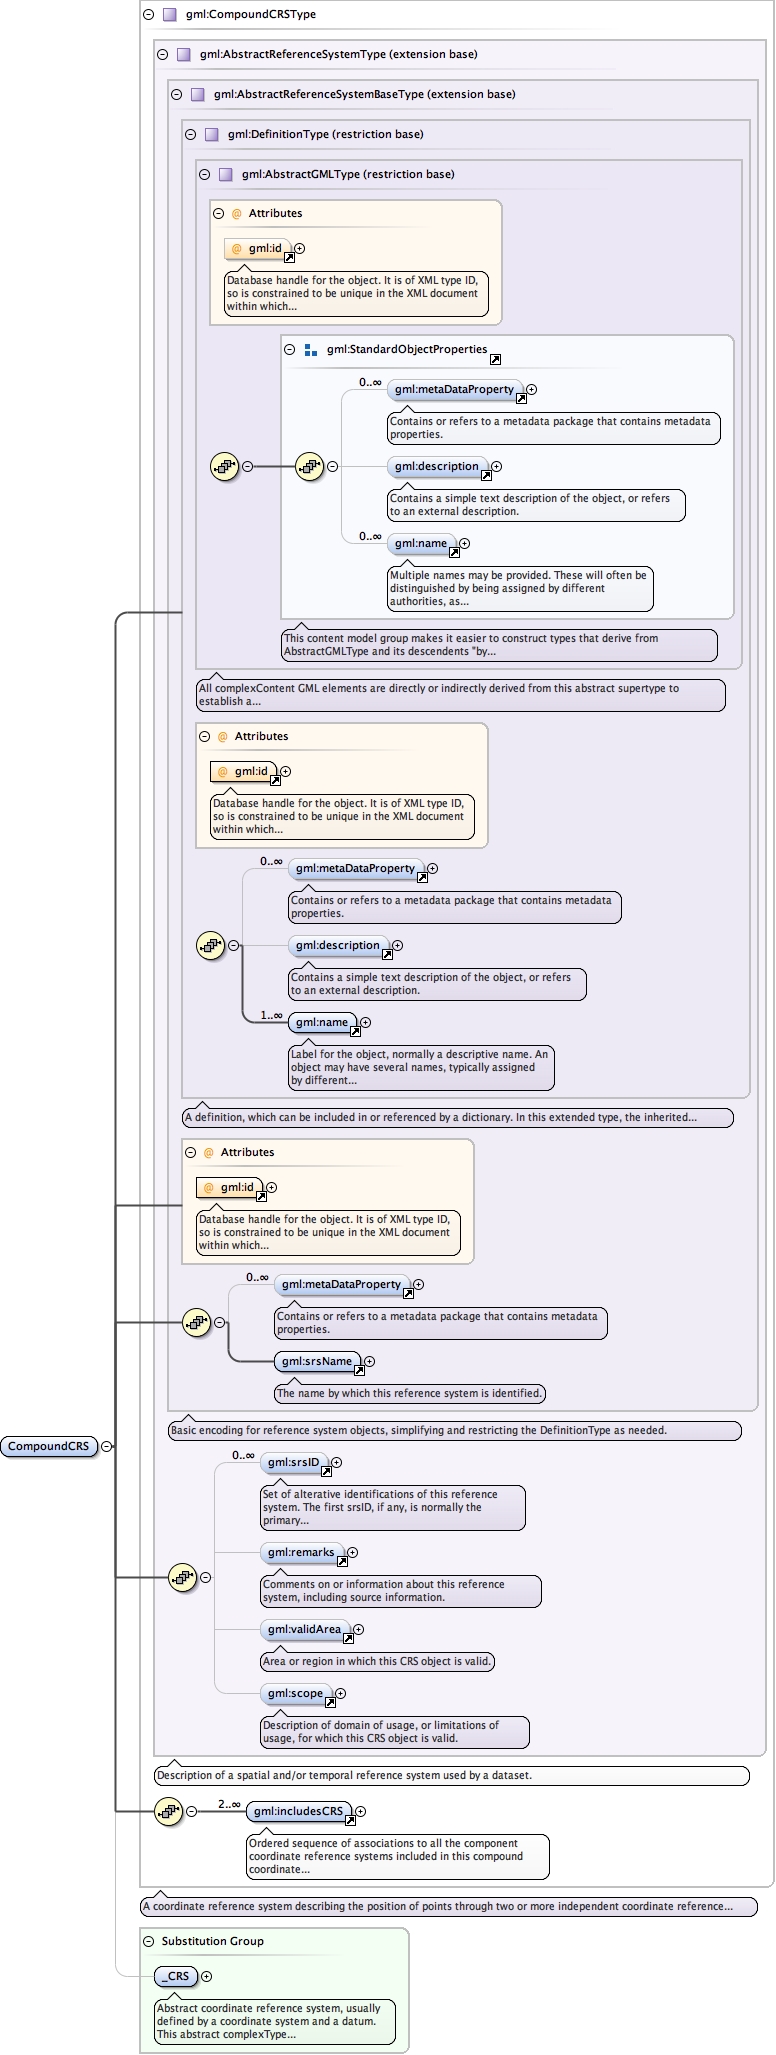 gml:CompoundCRSType
gml:AbstractReferenceSystemType (extension base)
gml:AbstractReferenceSystemBaseType (extension base)
gml:DefinitionType (restriction base)
gml:AbstractGMLType (restriction base)
@ Attributes
@ gml:id
Database handle for the object. It is of XML type ID,
so is constrained to be unique in the XML document
within which...
gml:StandardObjectProperties
0..∞
gml:metaDataProperty
Contains or refers to a metadata package that contains metadata
properties.
gml:description
Contains a simple text description of the object, or refers
to an external description.
0..∞
gml:name
Multiple names may be provided. These will often be
distinguished by being assigned by different
authorities, as...
This content model group makes it easier to construct types that derive from
AbstractGMLType and its descendents "by...
All complexContent GML elements are directly or indirectly derived from this abstract supertype to
establish a...
@ Attributes
@ gml:id
Database handle for the object. It is of XML type ID,
so is constrained to be unique in the XML document
within which...
0..∞
gml:metaDataProperty
Contains or refers to a metadata package that contains metadata
properties.
gml:description
Contains a simple text description of the object, or refers
to an external description.
1..∞
gml:name
Label for the object, normally a descriptive name. An
object may have several names, typically assigned
by different...
A definition, which can be included in or referenced by a dictionary. In this extended type, the inherited...
@ Attributes
@ gml:id
Database handle for the object. It is of XML type ID,
so is constrained to be unique in the XML document
within which...
0..∞
gml:metaDataProperty
Contains or refers to a metadata package that contains metadata
properties.
gml:srsName
The name by which this reference system is identified.
Basic encoding for reference system objects, simplifying and restricting the DefinitionType as needed.
CompoundCRS
0..∞
gml:srsID
Set of alterative identifications of this reference
system. The first srsID, if any, is normally the
primary...
gml:remarks
Comments on or information about this reference
system, including source information.
gml:validArea
Area or region in which this CRS object is valid.
gml:scope
Description of domain of usage, or limitations of
usage, for which this CRS object is valid.
Description of a spatial and/or temporal reference system used by a dataset.
2..∞
gml:includesCRS
Ordered sequence of associations to all the component
coordinate reference systems included in this compound
coordinate...
A coordinate reference system describing the position of points through two or more independent coordinate reference...
Substitution Group
_CRS
Abstract coordinate reference system, usually
defined by a coordinate system and a datum.
This abstract complexType...